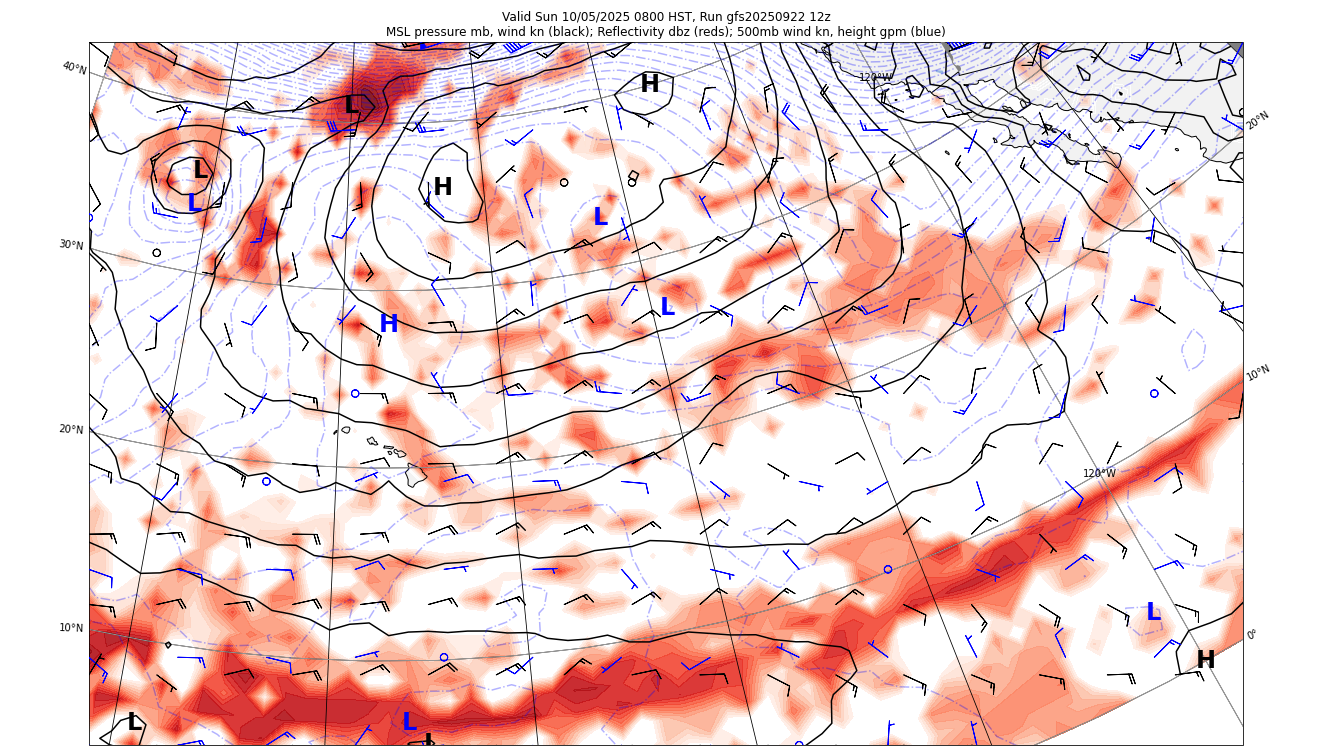 Valid Sun 10/05/2025 0800 HST, Run gfs20250922 12z
MSL pressure mb, wind kn (black); Reflectivity dbz (reds); 500mb wind kn, height gpm (blue)
40°N
120°W
H
L
20°N
L
H
L
L
30°N
L
H
10°N
20°N
120°W
10°N
L
0°
H
L
L
L